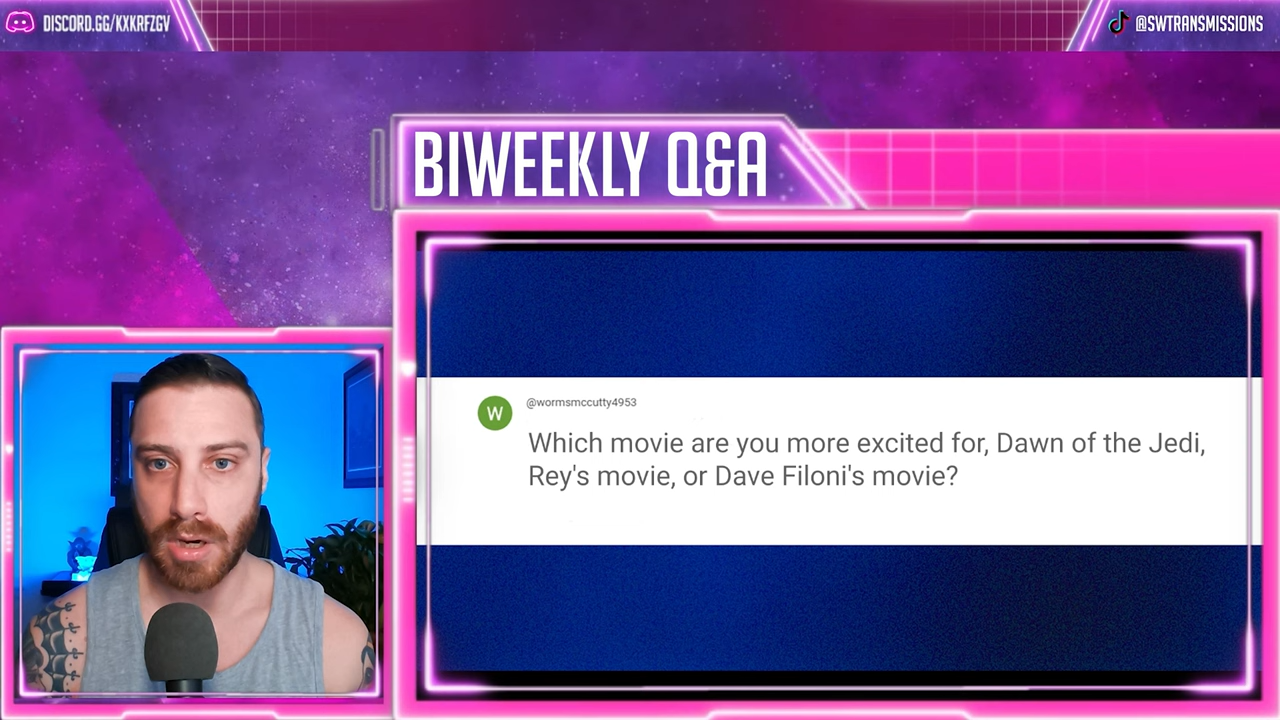 DISCORD.GG/KXKRFZGV
@SWTRANSMISSIONS
BIWEEKLY Q&A
W
@wormsmccutty4953
Which movie are you more excited for, Dawn of the Jedi,
Rey's movie, or Dave Filoni's movie?